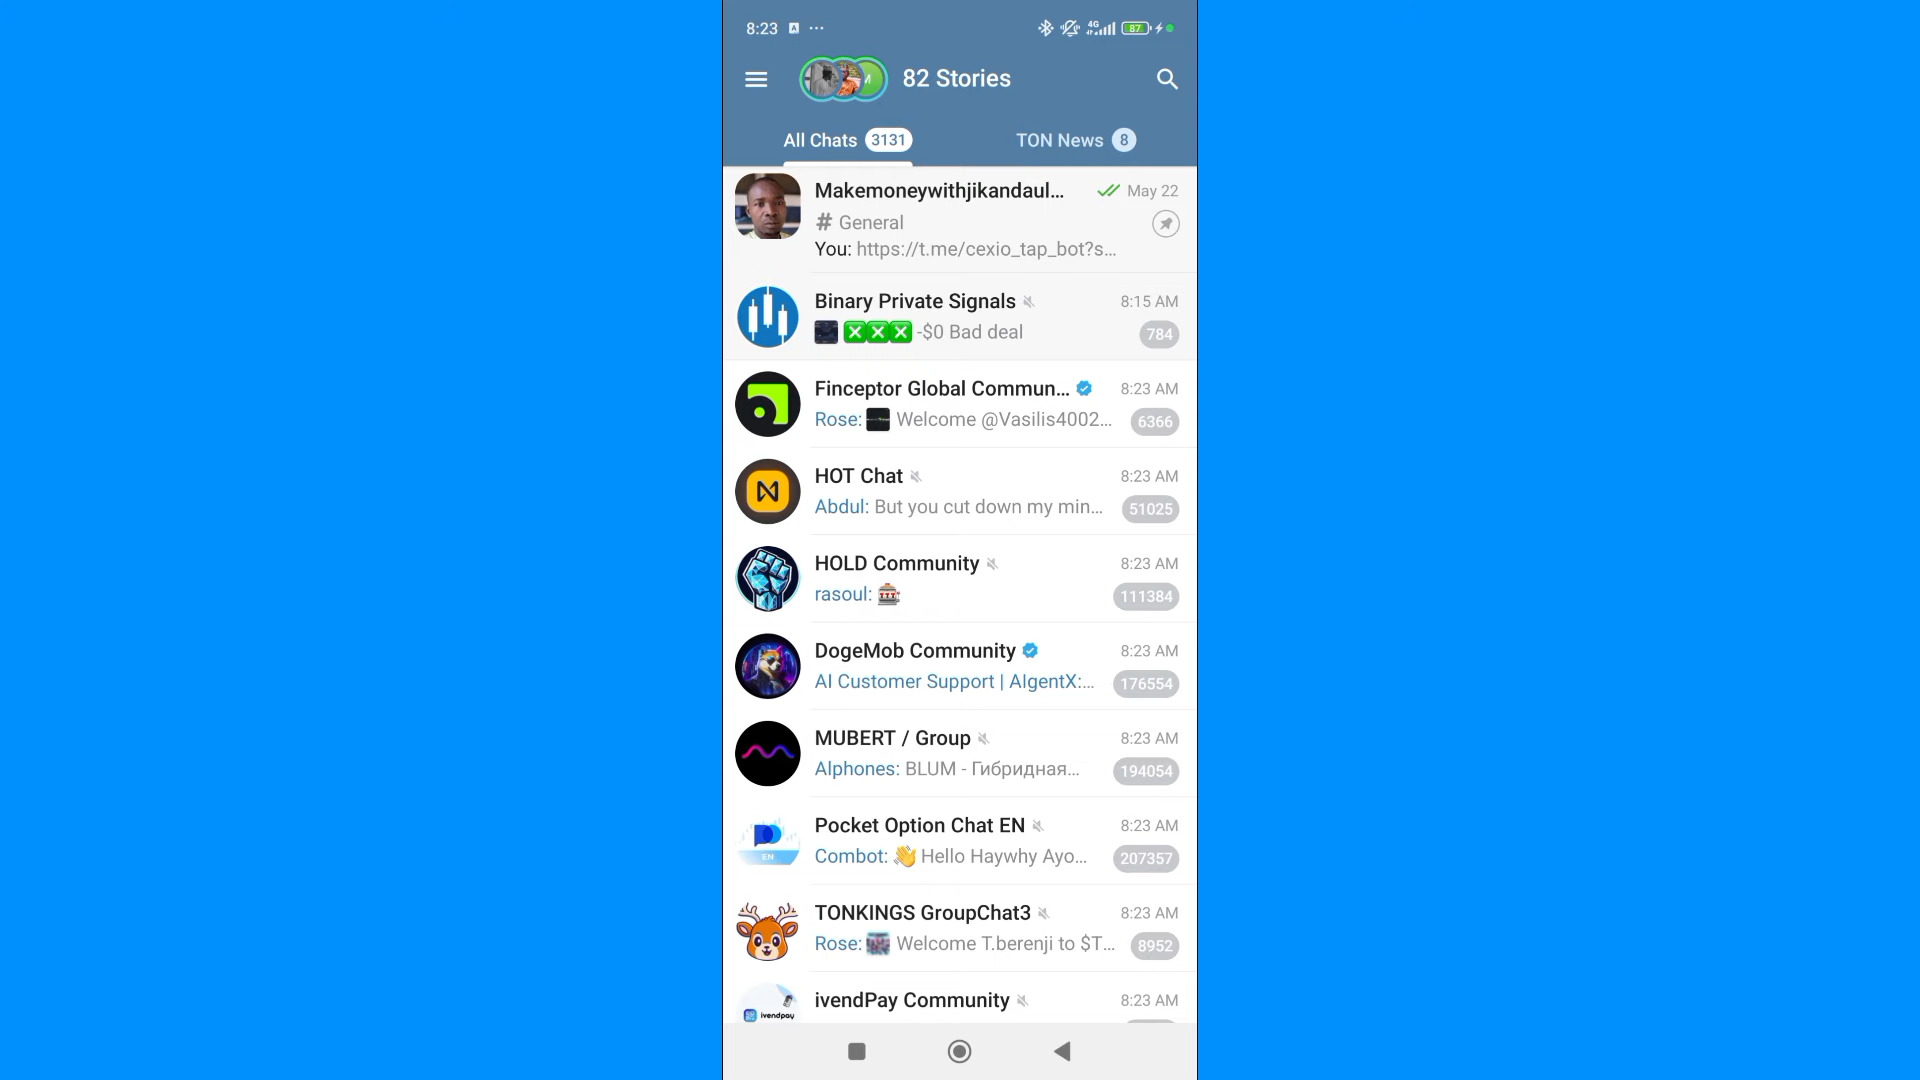 8:23
4G
87
82 Stories
All Chats 3131
TON News 8
Makemoneywithjikandaul... May 22
# General
You: https://t.me/cexio_tap_bot?s...
Binary Private Signals 8:15 AM
❎❎❎ -$0 Bad deal 784
Finceptor Global Commun... 8:23 AM
Rose: Welcome @Vasilis4002... 6366
HOT Chat 8:23 AM
Abdul: But you cut down my min... 51025
HOLD Community 8:23 AM
rasoul: 🎰 111384
DogeMob Community 8:23 AM
AI Customer Support | AIgentX:... 176554
MUBERT / Group 8:23 AM
Alphones: BLUM - Гибридная... 194054
Pocket Option Chat EN 8:23 AM
EN
Combot: 👋 Hello Haywhy Ayo... 207357
TONKINGS GroupChat3 8:23 AM
Rose: Welcome T.berenji to $T... 8952
ivendPay Community 8:23 AM
ivendpay